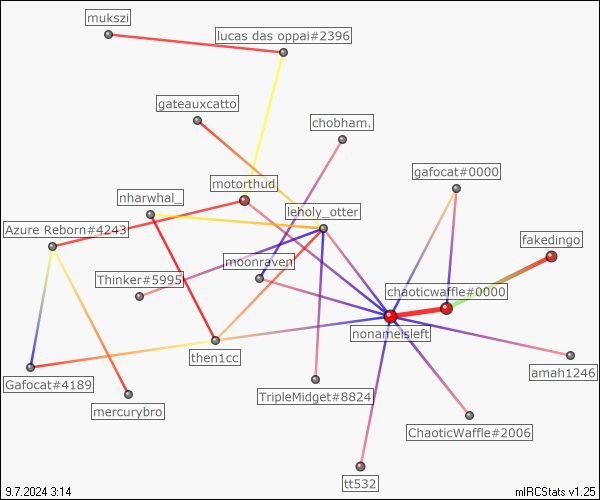 mukszi
lucas das oppai#2396
gateauxcatto
chobham.
gafocat#0000
motorthud
nharwhal_
leholy_otter
Azure Reborn#4243
fakedingo
moonraven
Thinker#5995
chaoticwaffle#0000
nonameisleft
then1cc
amah1246
Gafocat#4189
mercurybro
TripleMidget#8824
ChaoticWaffle#2006
tt532
9.7.2024 3:14
mIRCStats v1.25